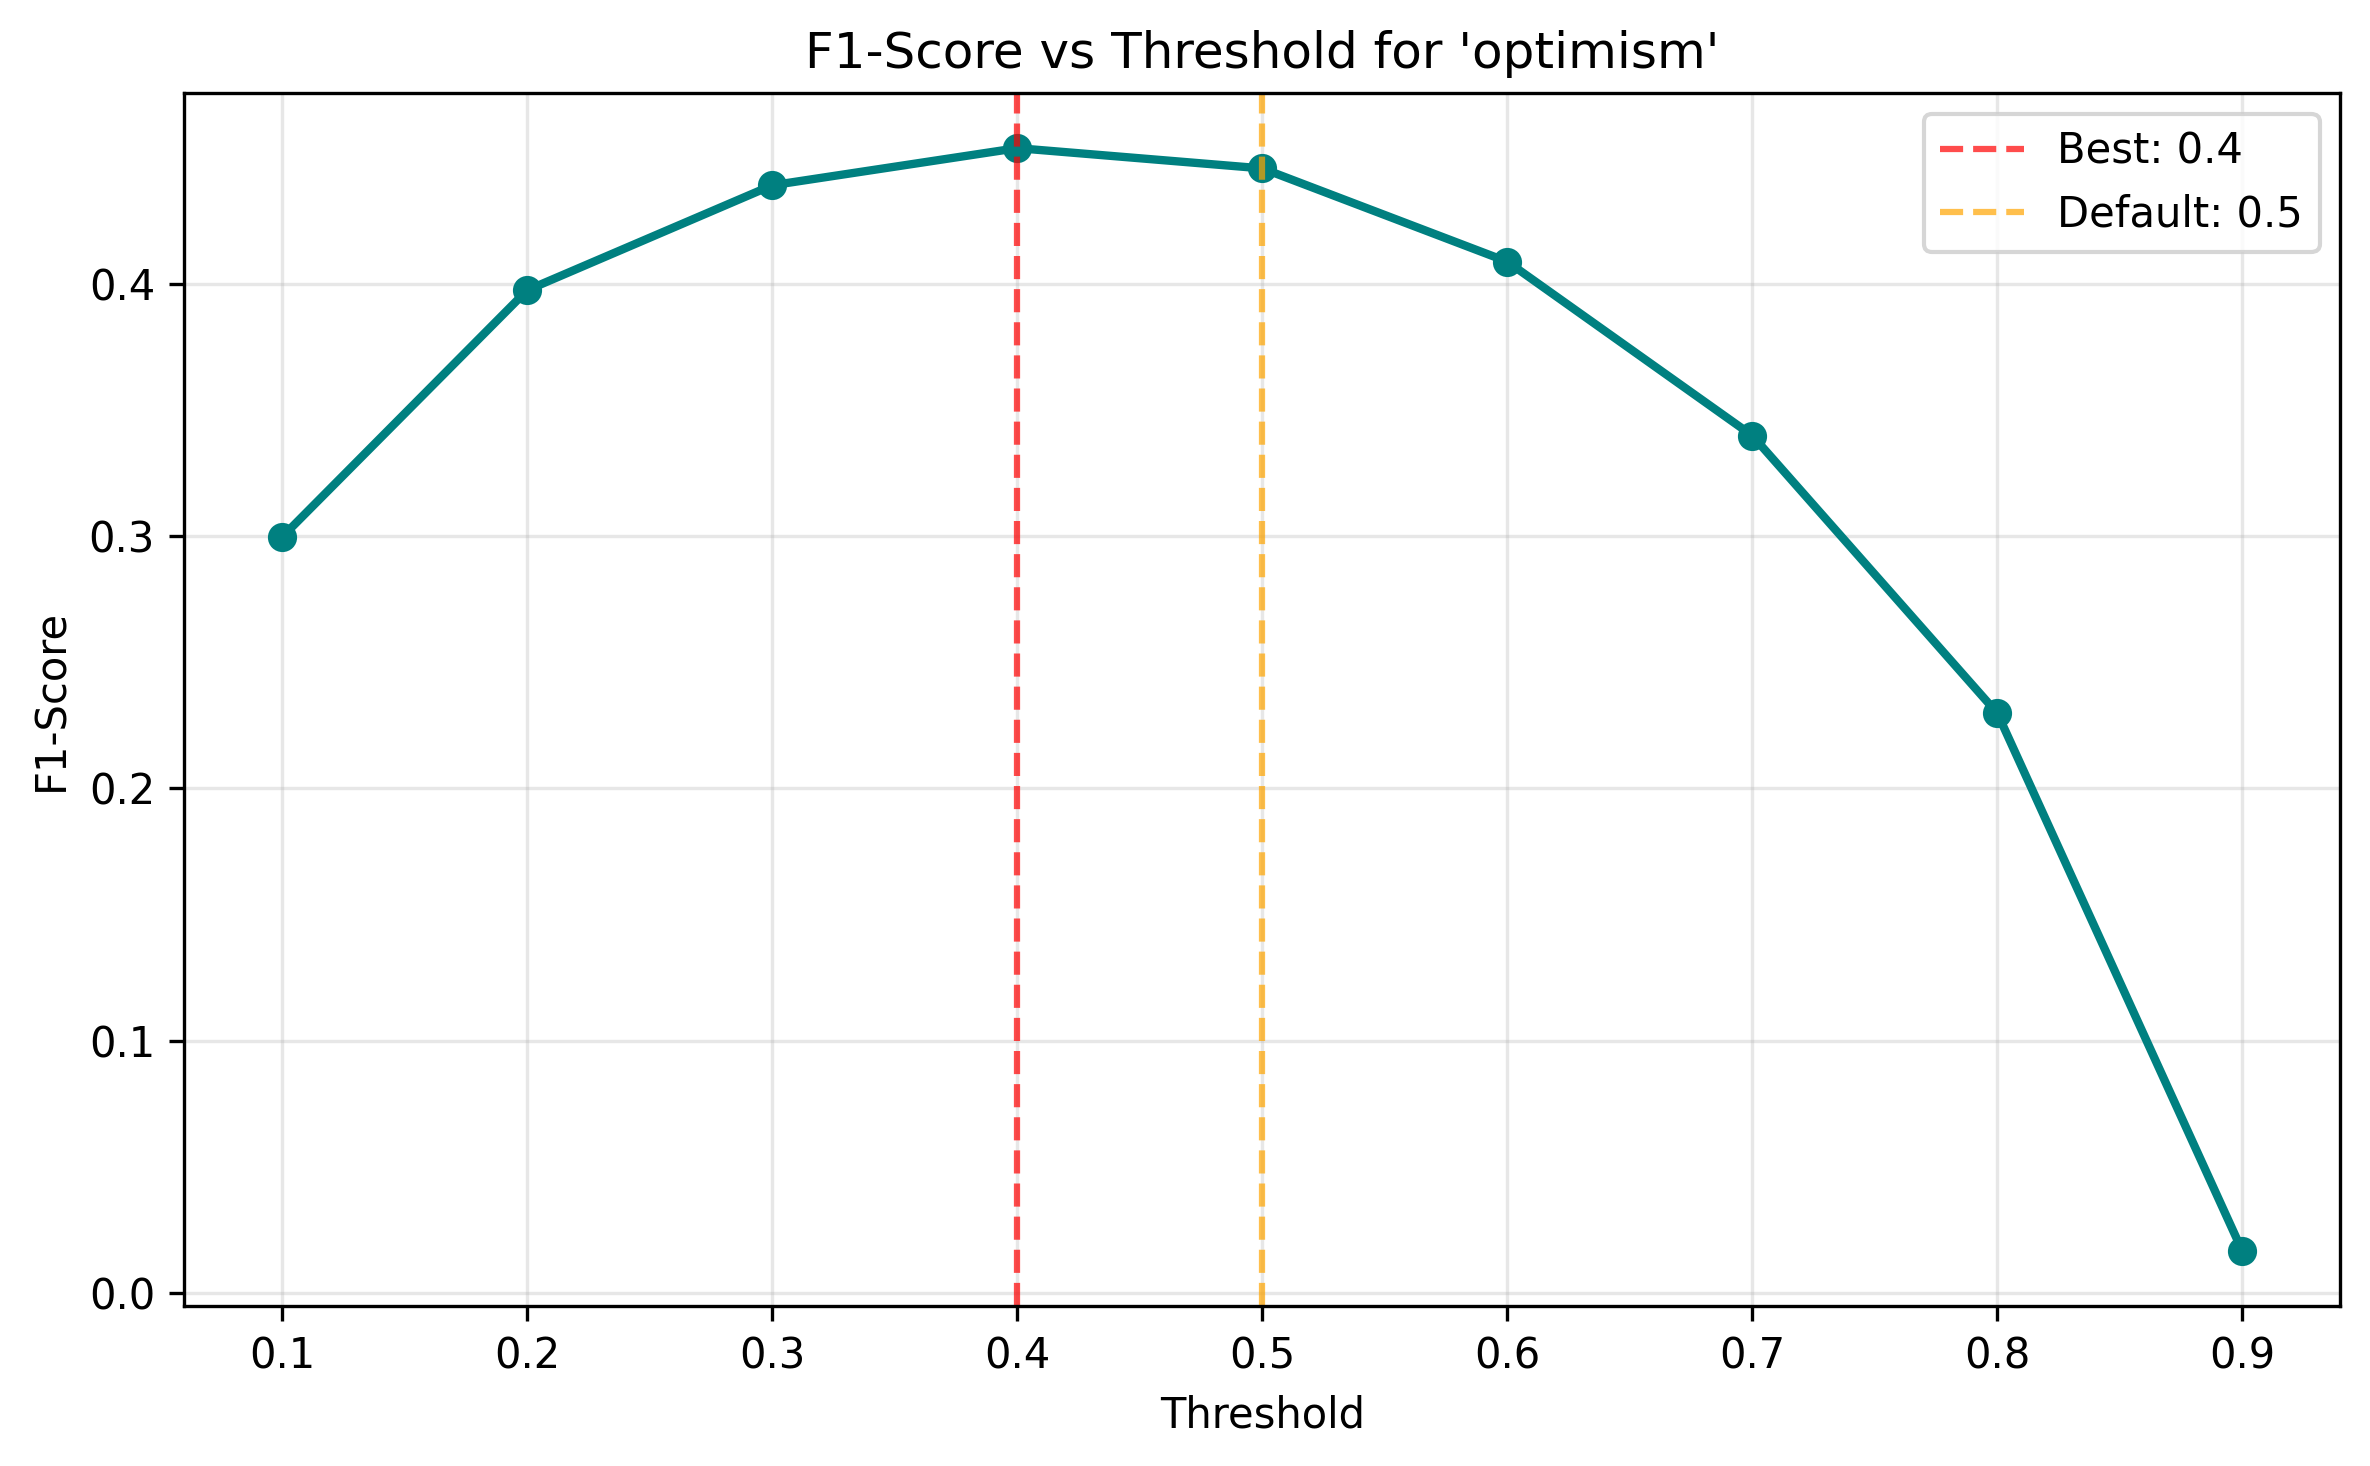 F1-Score vs Threshold for 'optimism'
Best: 0.4
Default: 0.5
F1-Score
0.4
0.3
0.2
0.1
0.0
0.1 0.2 0.3 0.4 0.5 0.6 0.7 0.8 0.9
Threshold